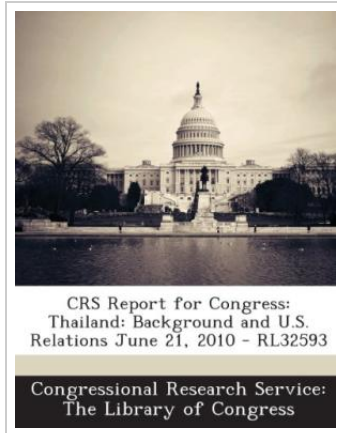 CRS Report for Congress:
Thailand: Background and U.S.
Relations June 21, 2010 - RL32593
Congressional Research Service:
The Library of Congress